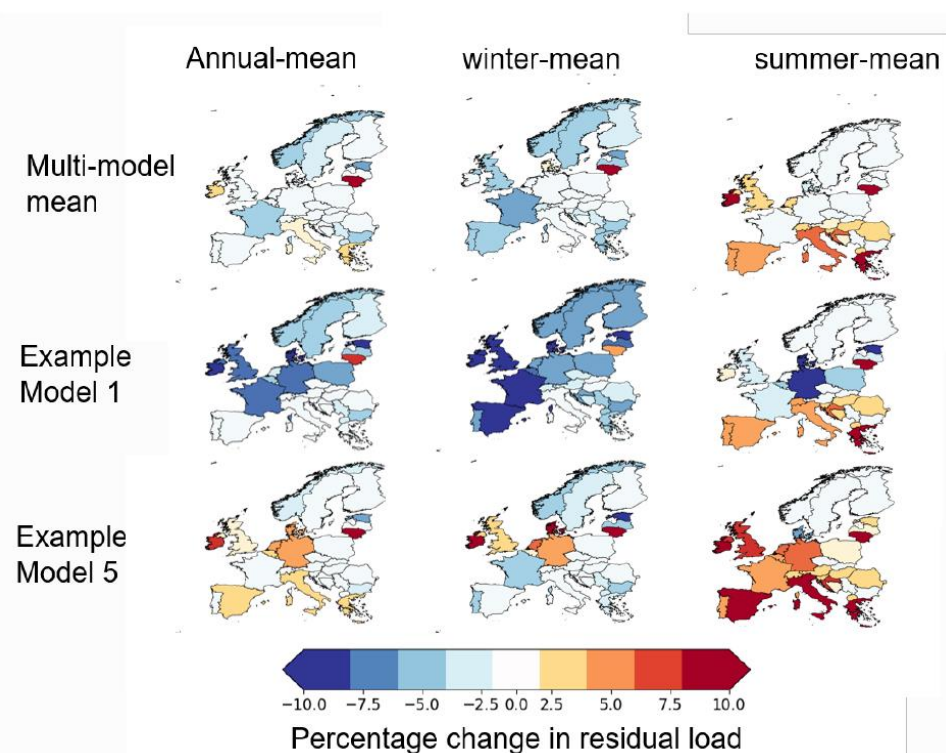 Annual-mean winter-mean summer-mean
Multi-model
mean
Example
Model 1
Example
Model 5
−10.0 −7.5 −5.0 −2.5 0.0 2.5 5.0 7.5 10.0
Percentage change in residual load